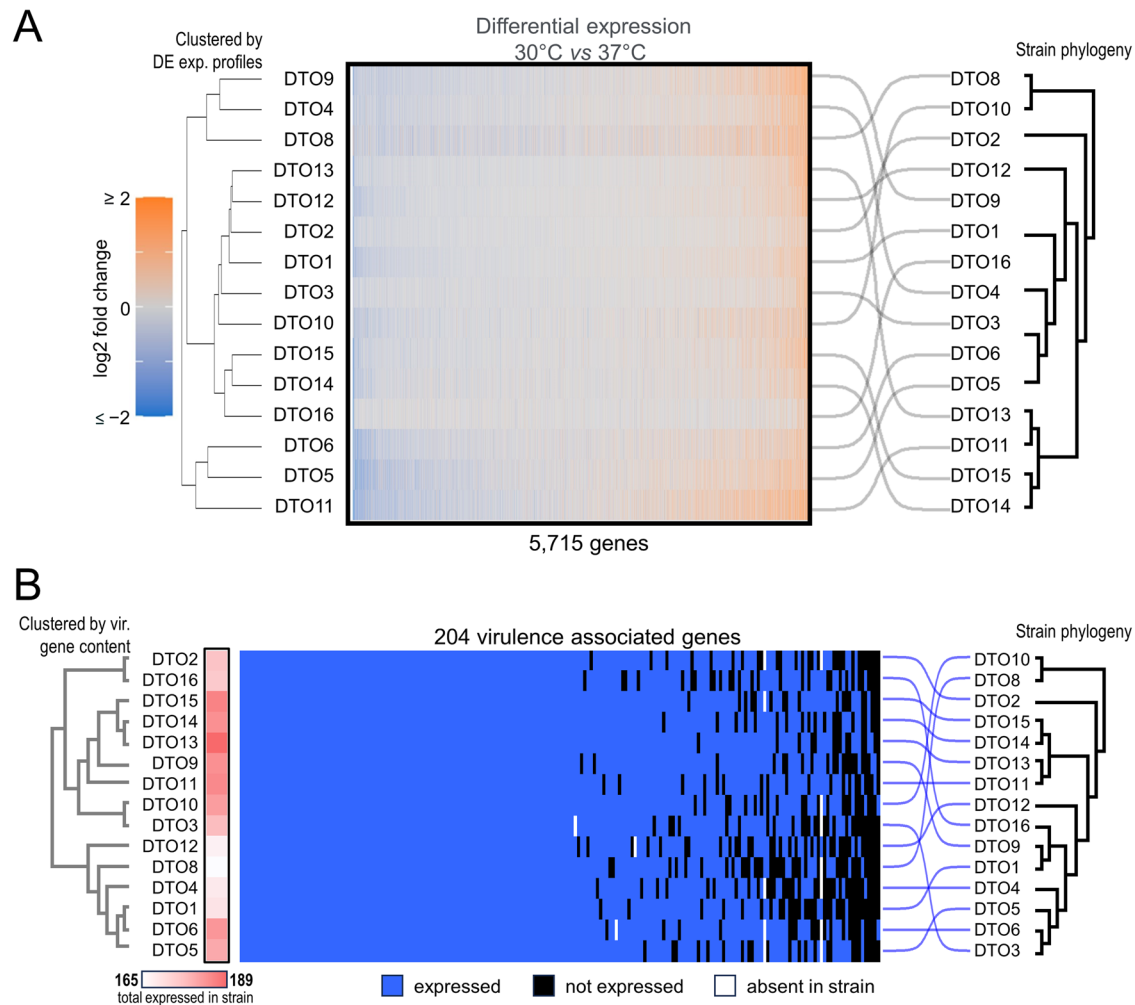 A
Differential expression
30°C vs 37°C
Clustered by
DE exp. profiles
Strain phylogeny
DTO9
DTO4
DTO8
DTO13
DTO12
DTO2
DTO1
DTO3
DTO10
DTO15
DTO14
DTO16
DTO6
DTO5
DTO11
≥ 2
0
≤ −2
log2 fold change
DTO8
DTO10
DTO2
DTO12
DTO9
DTO1
DTO16
DTO4
DTO3
DTO6
DTO5
DTO13
DTO11
DTO15
DTO14
5,715 genes
B
Clustered by vir.
gene content
204 virulence associated genes
Strain phylogeny
DTO2
DTO16
DTO15
DTO14
DTO13
DTO9
DTO11
DTO10
DTO3
DTO12
DTO8
DTO4
DTO1
DTO6
DTO5
DTO10
DTO8
DTO2
DTO15
DTO14
DTO13
DTO11
DTO12
DTO16
DTO9
DTO1
DTO4
DTO5
DTO6
DTO3
165 189
total expressed in strain
expressed not expressed absent in strain